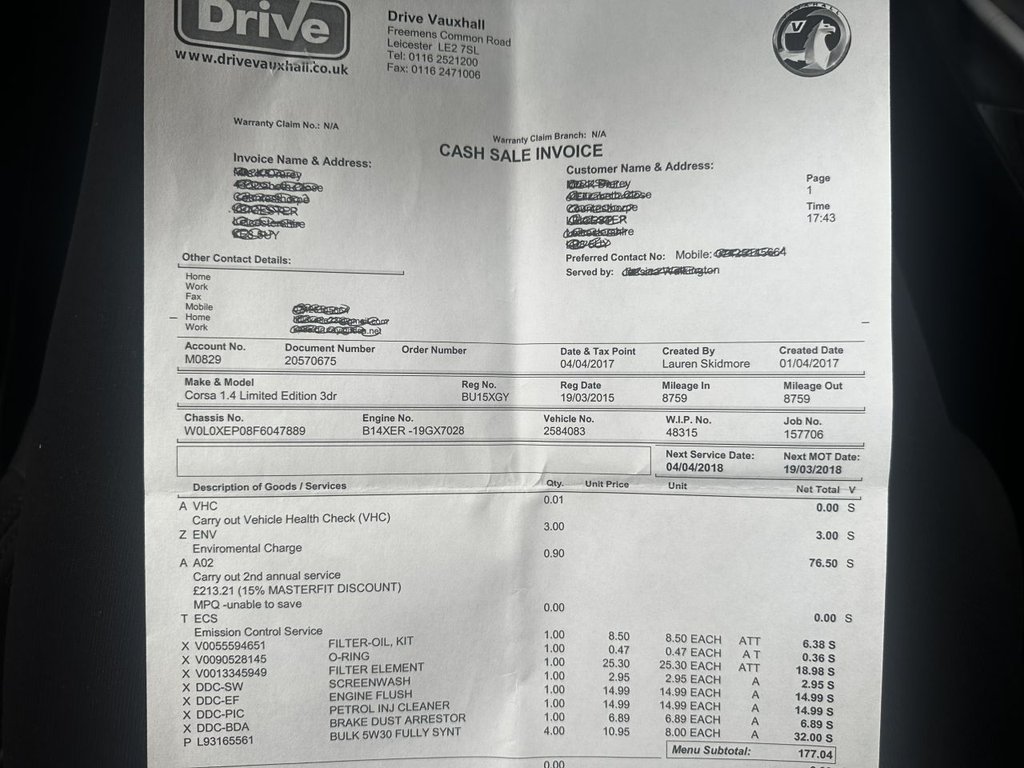 Drive
www.drivevauxhall.co.uk
Drive Vauxhall
Freemens Common Road
Leicester LE2 7SL
Tel: 0116 2521200
Fax: 0116 2471006
Warranty Claim No.: N/A
Warranty Claim Branch: N/A
CASH SALE INVOICE
Invoice Name & Address:
Customer Name & Address:
Page
1
Time
17:43
Preferred Contact No: Mobile:
Served by:
Other Contact Details:
Home
Work
Fax
Mobile
Home
Work
Account No. Document Number Order Number Date & Tax Point Created By Created Date
M0829 20570675 04/04/2017 Lauren Skidmore 01/04/2017
Make & Model Reg No. Reg Date Mileage In Mileage Out
Corsa 1.4 Limited Edition 3dr BU15XGY 19/03/2015 8759 8759
Chassis No. Engine No. Vehicle No. W.I.P. No. Job No.
W0L0XEP08F6047889 B14XER -19GX7028 2584083 48315 157706
Next Service Date: Next MOT Date:
04/04/2018 19/03/2018
Description of Goods / Services Qty. Unit Price Unit Net Total V
A VHC 0.01 0.00 S
Carry out Vehicle Health Check (VHC)
Z ENV 3.00 3.00 S
Enviromental Charge
A A02 0.90 76.50 S
Carry out 2nd annual service
£213.21 (15% MASTERFIT DISCOUNT)
MPQ -unable to save
T ECS 0.00 0.00 S
Emission Control Service
X V0055594651 FILTER-OIL, KIT 1.00 8.50 8.50 EACH ATT 6.38 S
X V0090528145 O-RING 1.00 0.47 0.47 EACH A T 0.36 S
X V0013345949 FILTER ELEMENT 1.00 25.30 25.30 EACH ATT 18.98 S
X DDC-SW SCREENWASH 1.00 2.95 2.95 EACH A 2.95 S
X DDC-EF ENGINE FLUSH 1.00 14.99 14.99 EACH A 14.99 S
X DDC-PIC PETROL INJ CLEANER 1.00 14.99 14.99 EACH A 14.99 S
X DDC-BDA BRAKE DUST ARRESTOR 1.00 6.89 6.89 EACH A 6.89 S
P L93165561 BULK 5W30 FULLY SYNT 4.00 10.95 8.00 EACH A 32.00 S
Menu Subtotal: 177.04
0.00